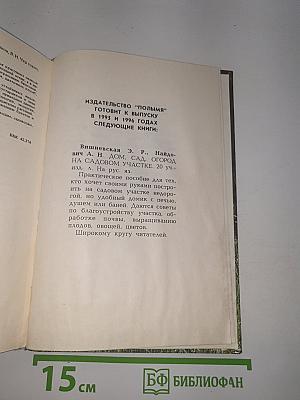 ББК 42.374
ИЗДАТЕЛЬСТВО "ПОЛЫМЯ"
ГОТОВИТ К ВЫПУСКУ
В 1995 И 1996 ГОДАХ
СЛЕДУЮЩИЕ КНИГИ:
Вишневская Э. Р., Найдо-
вич А. Н. ДОМ, САД, ОГОРОД
НА САДОВОМ УЧАСТКЕ. 20 уч-
изд. л. На рус. яз.
Практическое пособие для тех,
кто хочет своими руками постро-
ить на садовом участке недоро-
гой, но удобный домик с печью,
душем или баней. Даются советы
по благоустройству участка, об-
работке почвы, выращиванию
плодов, овощей, цветов.
Широкому кругу читателей.
15 см
БФ БИБЛИОФАН